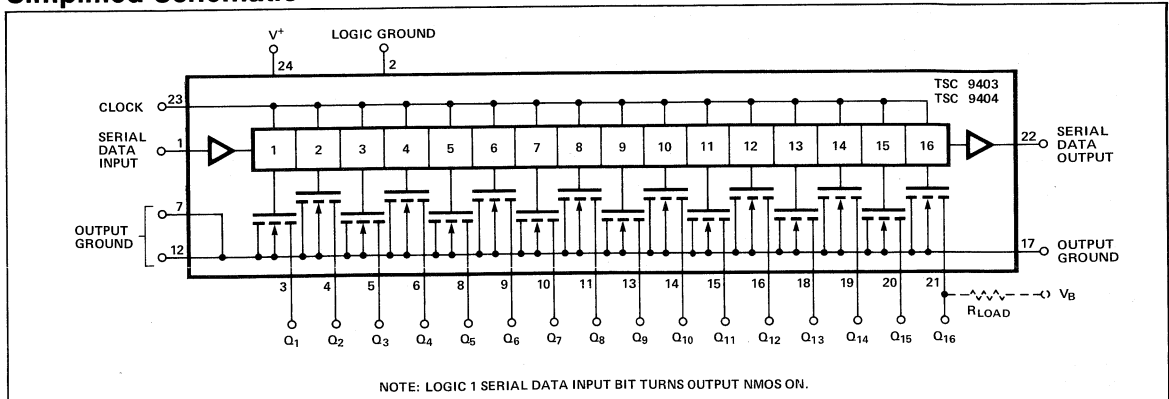 Simplified Schematic
V+
LOGIC GROUND
24
2
TSC 9403
TSC 9404
CLOCK 23
SERIAL DATA INPUT 1
1 2 3 4 5 6 7 8 9 10 11 12 13 14 15 16
22 SERIAL DATA OUTPUT
7
OUTPUT GROUND
12
17 OUTPUT GROUND
3 4 5 6 8 9 10 11 13 14 15 16 18 19 20 21
VB
RLOAD
Q1 Q2 Q3 Q4 Q5 Q6 Q7 Q8 Q9 Q10 Q11 Q12 Q13 Q14 Q15 Q16
NOTE: LOGIC 1 SERIAL DATA INPUT BIT TURNS OUTPUT NMOS ON.